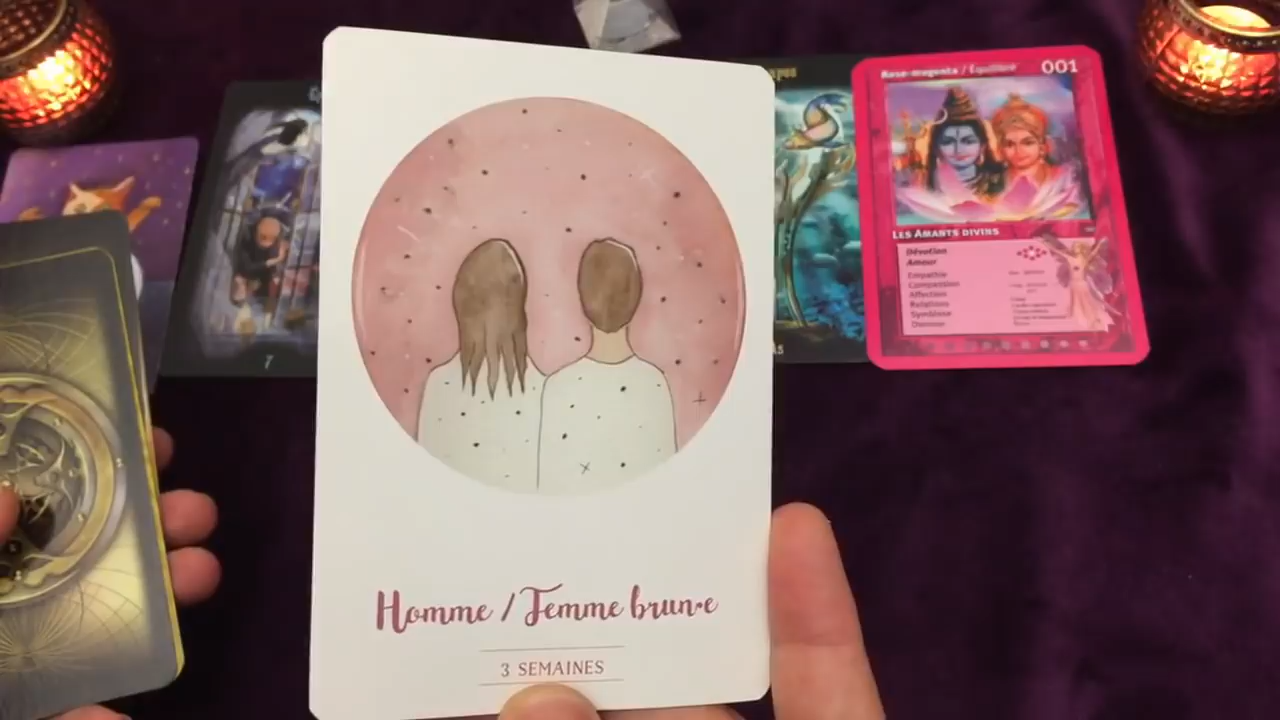 Homme / Femme brun·e
3 SEMAINES
7
Rose-magenta / Équilibre
001
LES AMANTS DIVINS
Dévotion
Amour
Empathie
Compassion
Affection
Relations
Symbiose
Douceur